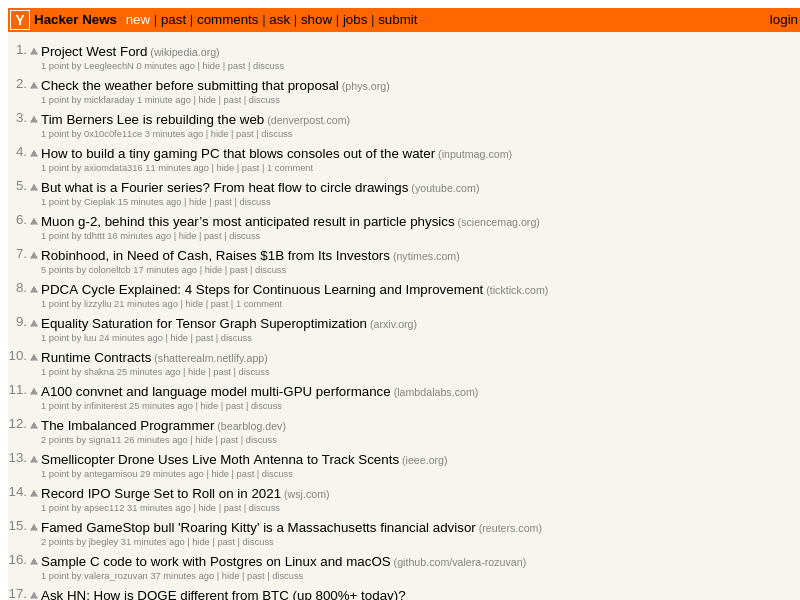 Y Hacker News new | past | comments | ask | show | jobs | submit login
1. Project West Ford (wikipedia.org)
1 point by LeegleechN 0 minutes ago | hide | past | discuss
2. Check the weather before submitting that proposal (phys.org)
1 point by mickfaraday 1 minute ago | hide | past | discuss
3. Tim Berners Lee is rebuilding the web (denverpost.com)
1 point by 0x10c0fe11ce 3 minutes ago | hide | past | discuss
4. How to build a tiny gaming PC that blows consoles out of the water (inputmag.com)
1 point by axiomdata316 11 minutes ago | hide | past | 1 comment
5. But what is a Fourier series? From heat flow to circle drawings (youtube.com)
1 point by Cieplak 15 minutes ago | hide | past | discuss
6. Muon g-2, behind this year’s most anticipated result in particle physics (sciencemag.org)
1 point by tdhttt 16 minutes ago | hide | past | discuss
7. Robinhood, in Need of Cash, Raises $1B from Its Investors (nytimes.com)
5 points by coloneltcb 17 minutes ago | hide | past | discuss
8. PDCA Cycle Explained: 4 Steps for Continuous Learning and Improvement (ticktick.com)
1 point by lizzyliu 21 minutes ago | hide | past | 1 comment
9. Equality Saturation for Tensor Graph Superoptimization (arxiv.org)
1 point by luu 24 minutes ago | hide | past | discuss
10. Runtime Contracts (shatterealm.netlify.app)
1 point by shakna 25 minutes ago | hide | past | discuss
11. A100 convnet and language model multi-GPU performance (lambdalabs.com)
1 point by infiniterest 25 minutes ago | hide | past | discuss
12. The Imbalanced Programmer (bearblog.dev)
2 points by signa11 26 minutes ago | hide | past | discuss
13. Smellicopter Drone Uses Live Moth Antenna to Track Scents (ieee.org)
1 point by antegamisou 29 minutes ago | hide | past | discuss
14. Record IPO Surge Set to Roll on in 2021 (wsj.com)
1 point by apsec112 31 minutes ago | hide | past | discuss
15. Famed GameStop bull 'Roaring Kitty' is a Massachusetts financial advisor (reuters.com)
2 points by jbegley 31 minutes ago | hide | past | discuss
16. Sample C code to work with Postgres on Linux and macOS (github.com/valera-rozuvan)
1 point by valera_rozuvan 37 minutes ago | hide | past | discuss
17. Ask HN: How is DOGE different from BTC (up 800%+ today)?